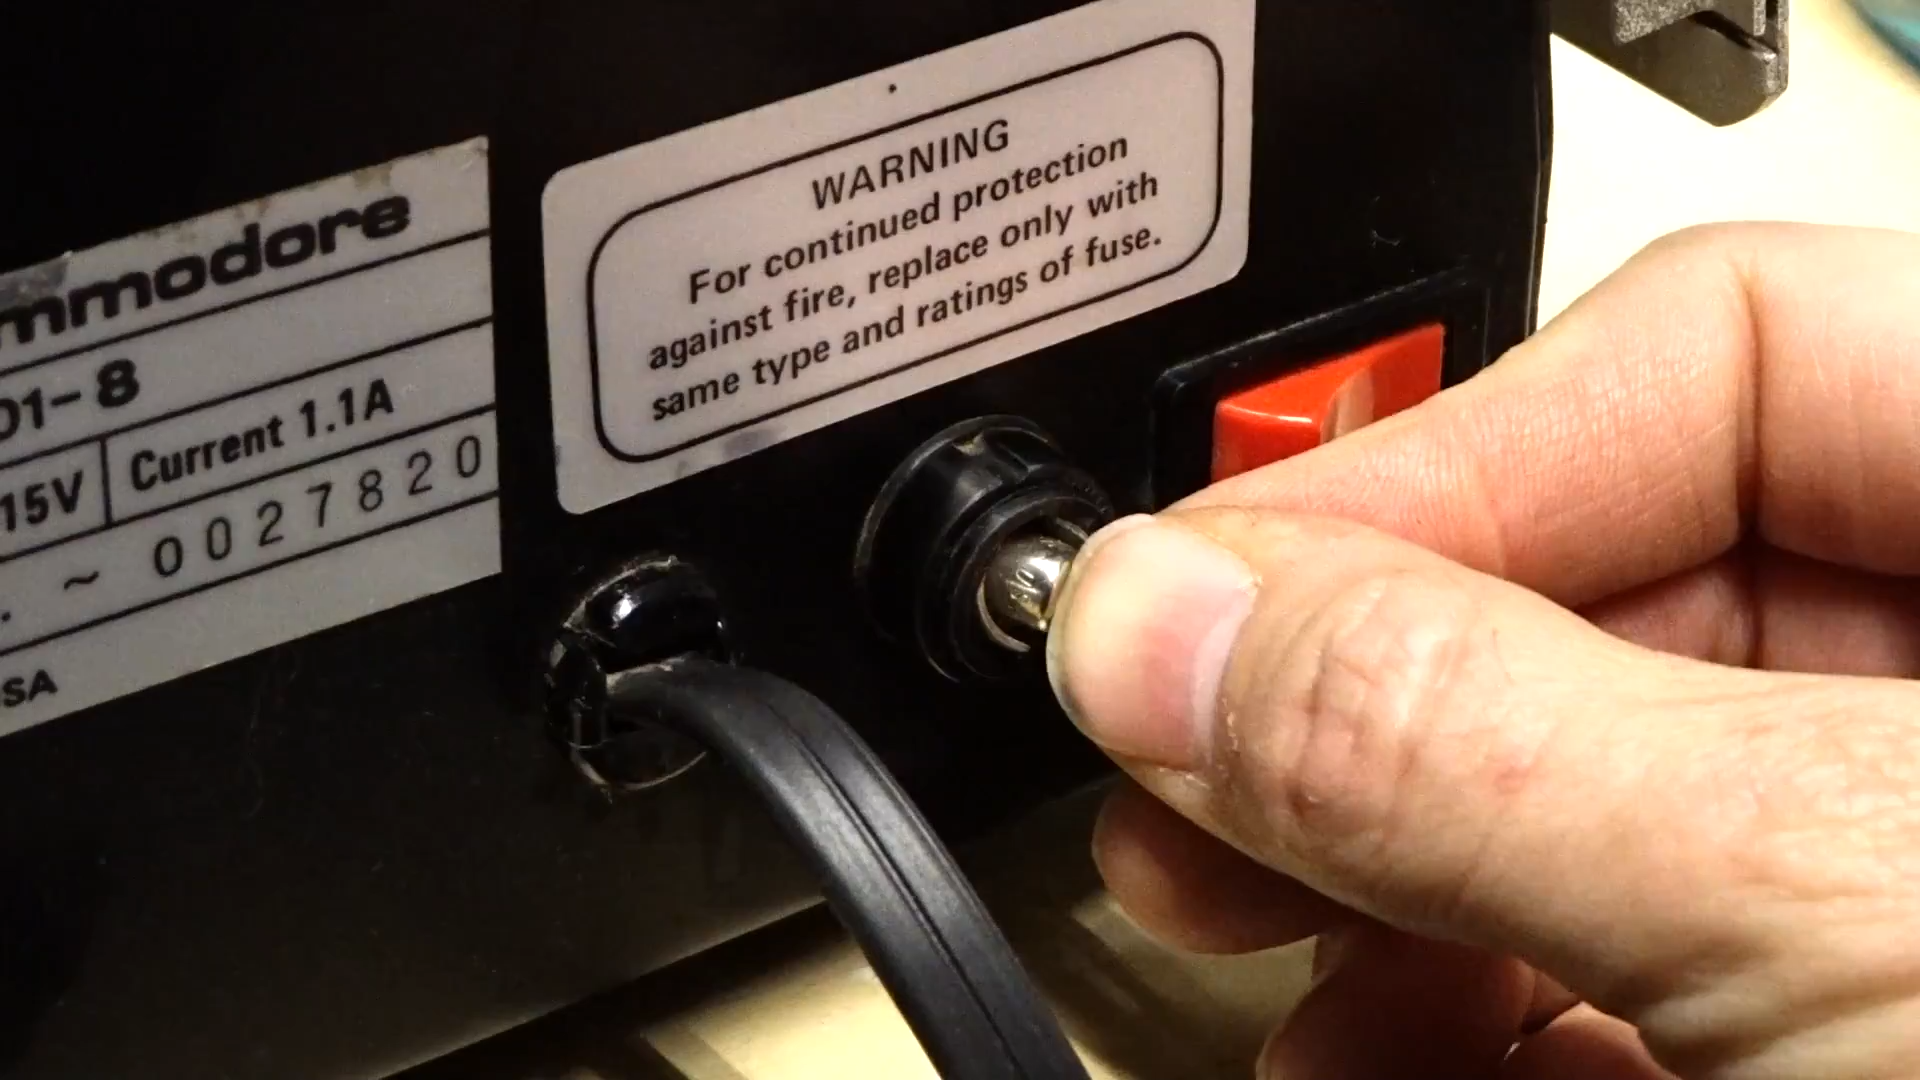 mmodore
01-8
15V Current 1.1A
. ~ 0027820
SA
WARNING
For continued protection
against fire, replace only with
same type and ratings of fuse.